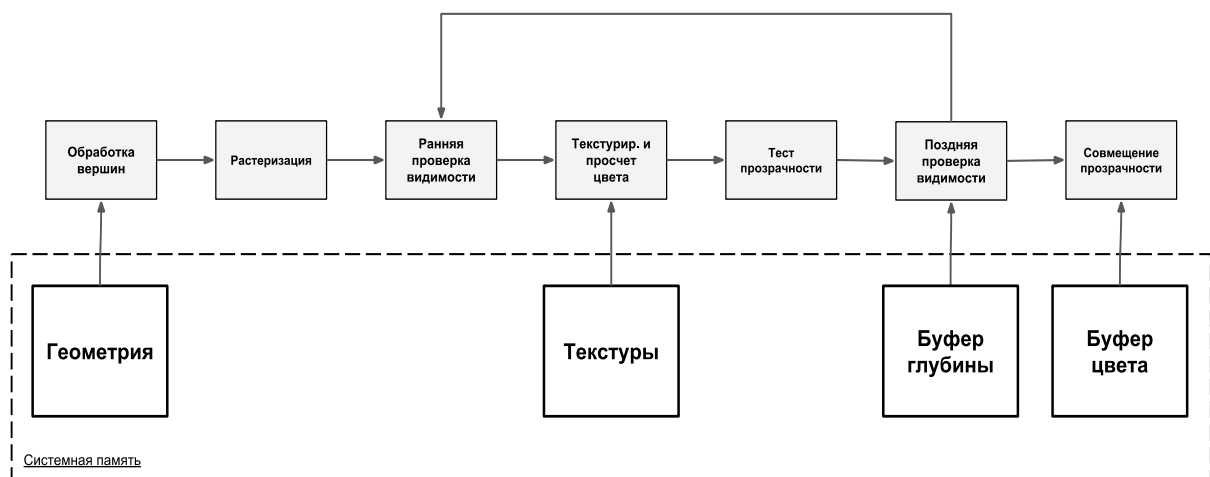 Обработка
вершин
Растеризация
Ранняя
проверка
видимости
Текстурир. и
просчет
цвета
Тест
прозрачности
Поздняя
проверка
видимости
Совмещение
прозрачности
Геометрия
Текстуры
Буфер
глубины
Буфер
цвета
Системная память